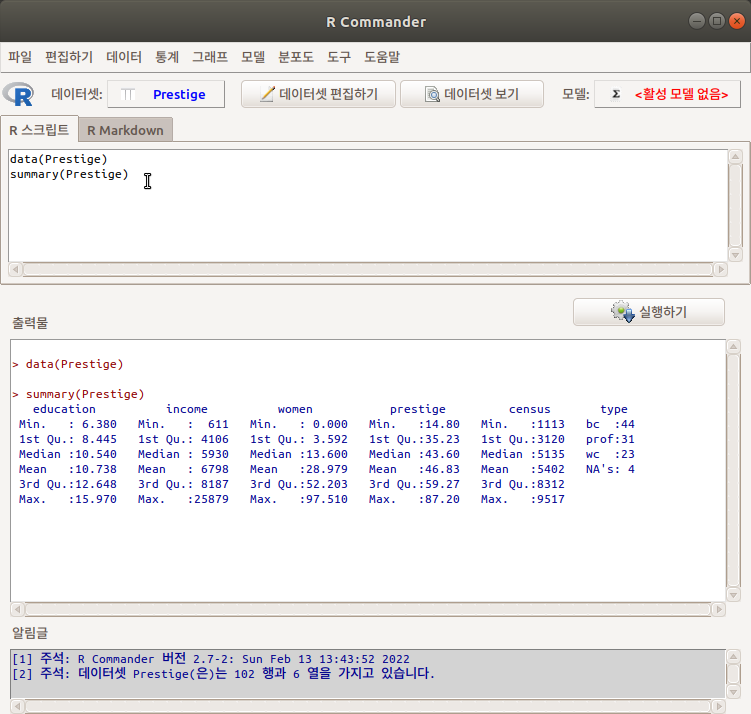 R Commander
파일 편집하기 데이터 통계 그래프 모델 분포도 도구 도움말
R 데이터셋: Prestige 데이터셋 편집하기 데이터셋 보기 모델: Σ <활성 모델 없음>
R 스크립트 R Markdown
data(Prestige)
summary(Prestige)
실행하기
출력물
> data(Prestige)
> summary(Prestige)
education income women prestige census type
Min. : 6.380 Min. : 611 Min. : 0.000 Min. :14.80 Min. :1113 bc :44
1st Qu.: 8.445 1st Qu.: 4106 1st Qu.: 3.592 1st Qu.:35.23 1st Qu.:3120 prof:31
Median :10.540 Median : 5930 Median :13.600 Median :43.60 Median :5135 wc :23
Mean :10.738 Mean : 6798 Mean :28.979 Mean :46.83 Mean :5402 NA's: 4
3rd Qu.:12.648 3rd Qu.: 8187 3rd Qu.:52.203 3rd Qu.:59.27 3rd Qu.:8312
Max. :15.970 Max. :25879 Max. :97.510 Max. :87.20 Max. :9517
알림글
[1] 주석: R Commander 버전 2.7-2: Sun Feb 13 13:43:52 2022
[2] 주석: 데이터셋 Prestige(은)는 102 행과 6 열을 가지고 있습니다.